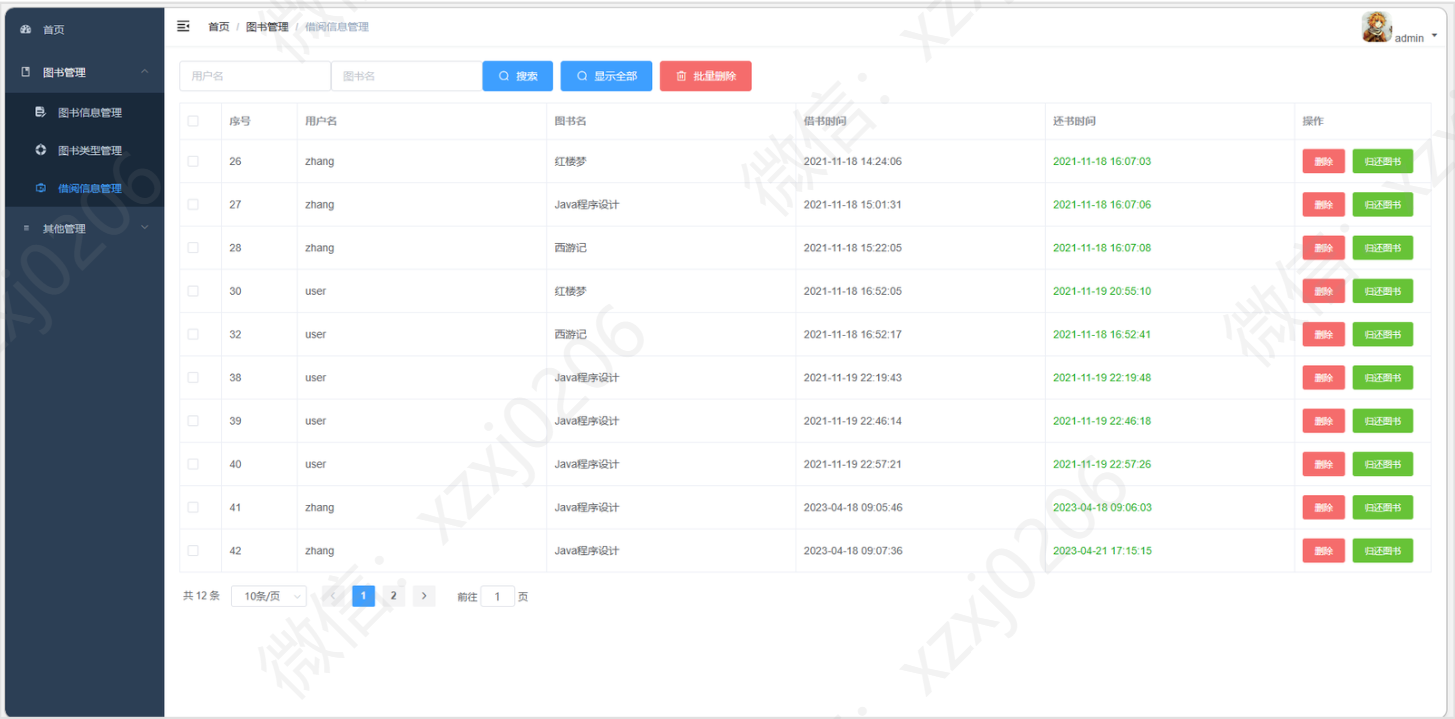 首页
首页 / 图书管理 / 借阅信息管理
admin
图书管理
图书信息管理
图书类型管理
借阅信息管理
其他管理
用户名 图书名 搜索 显示全部 批量删除
序号 用户名 图书名 借书时间 还书时间 操作
26 zhang 红楼梦 2021-11-18 14:24:06 2021-11-18 16:07:03 删除 归还图书
27 zhang Java程序设计 2021-11-18 15:01:31 2021-11-18 16:07:06 删除 归还图书
28 zhang 西游记 2021-11-18 15:22:05 2021-11-18 16:07:08 删除 归还图书
30 user 红楼梦 2021-11-18 16:52:05 2021-11-19 20:55:10 删除 归还图书
32 user 西游记 2021-11-18 16:52:17 2021-11-18 16:52:41 删除 归还图书
38 user Java程序设计 2021-11-19 22:19:43 2021-11-19 22:19:48 删除 归还图书
39 user Java程序设计 2021-11-19 22:46:14 2021-11-19 22:46:18 删除 归还图书
40 user Java程序设计 2021-11-19 22:57:21 2021-11-19 22:57:26 删除 归还图书
41 zhang Java程序设计 2023-04-18 09:05:46 2023-04-18 09:06:03 删除 归还图书
42 zhang Java程序设计 2023-04-18 09:07:36 2023-04-21 17:15:15 删除 归还图书
共 12 条 10条/页 < 1 2 > 前往 1 页
微信：xzxj0206
微信：xzxj0206